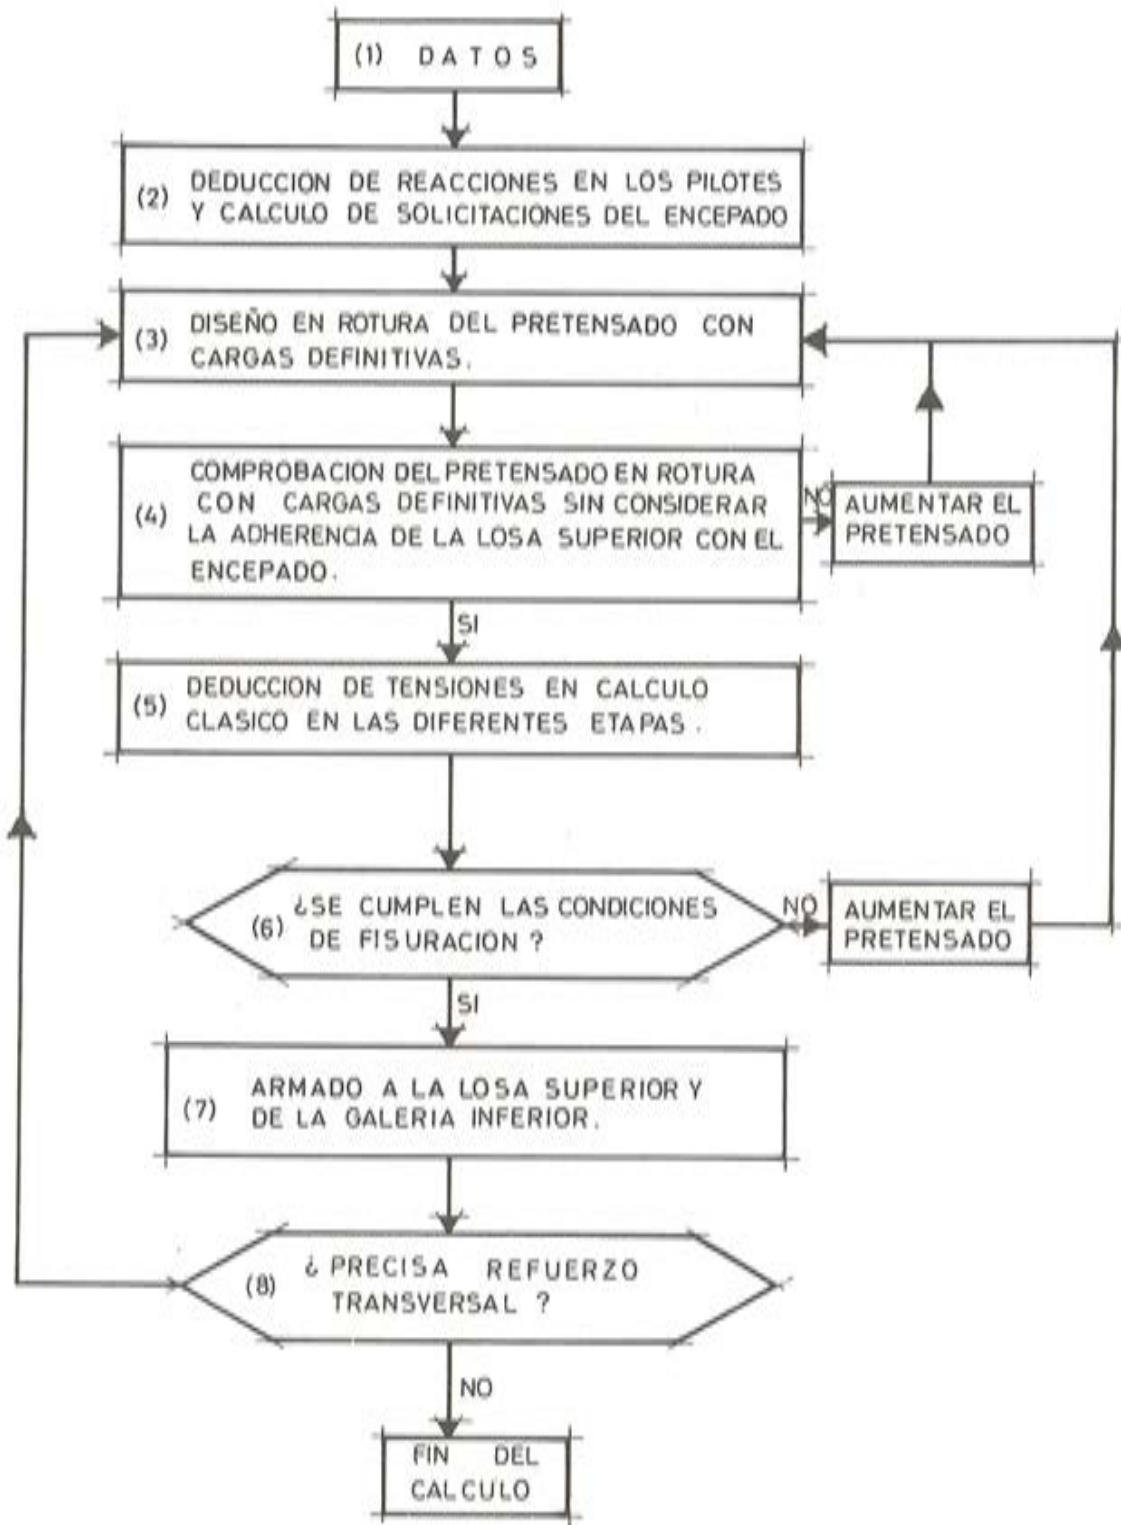 (1) DATOS
(2) DEDUCCION DE REACCIONES EN LOS PILOTES
Y CALCULO DE SOLICITACIONES DEL ENCEPADO
(3) DISEÑO EN ROTURA DEL PRETENSADO CON
CARGAS DEFINITIVAS.
(4) COMPROBACION DEL PRETENSADO EN ROTURA
CON CARGAS DEFINITIVAS SIN CONSIDERAR
LA ADHERENCIA DE LA LOSA SUPERIOR CON EL
ENCEPADO.
NO
AUMENTAR EL
PRETENSADO
SI
(5) DEDUCCION DE TENSIONES EN CALCULO
CLASICO EN LAS DIFERENTES ETAPAS.
(6) ¿SE CUMPLEN LAS CONDICIONES
DE FISURACION?
NO
AUMENTAR EL
PRETENSADO
SI
(7) ARMADO A LA LOSA SUPERIOR Y
DE LA GALERIA INFERIOR.
(8) ¿PRECISA REFUERZO
TRANSVERSAL?
NO
FIN DEL
CALCULO